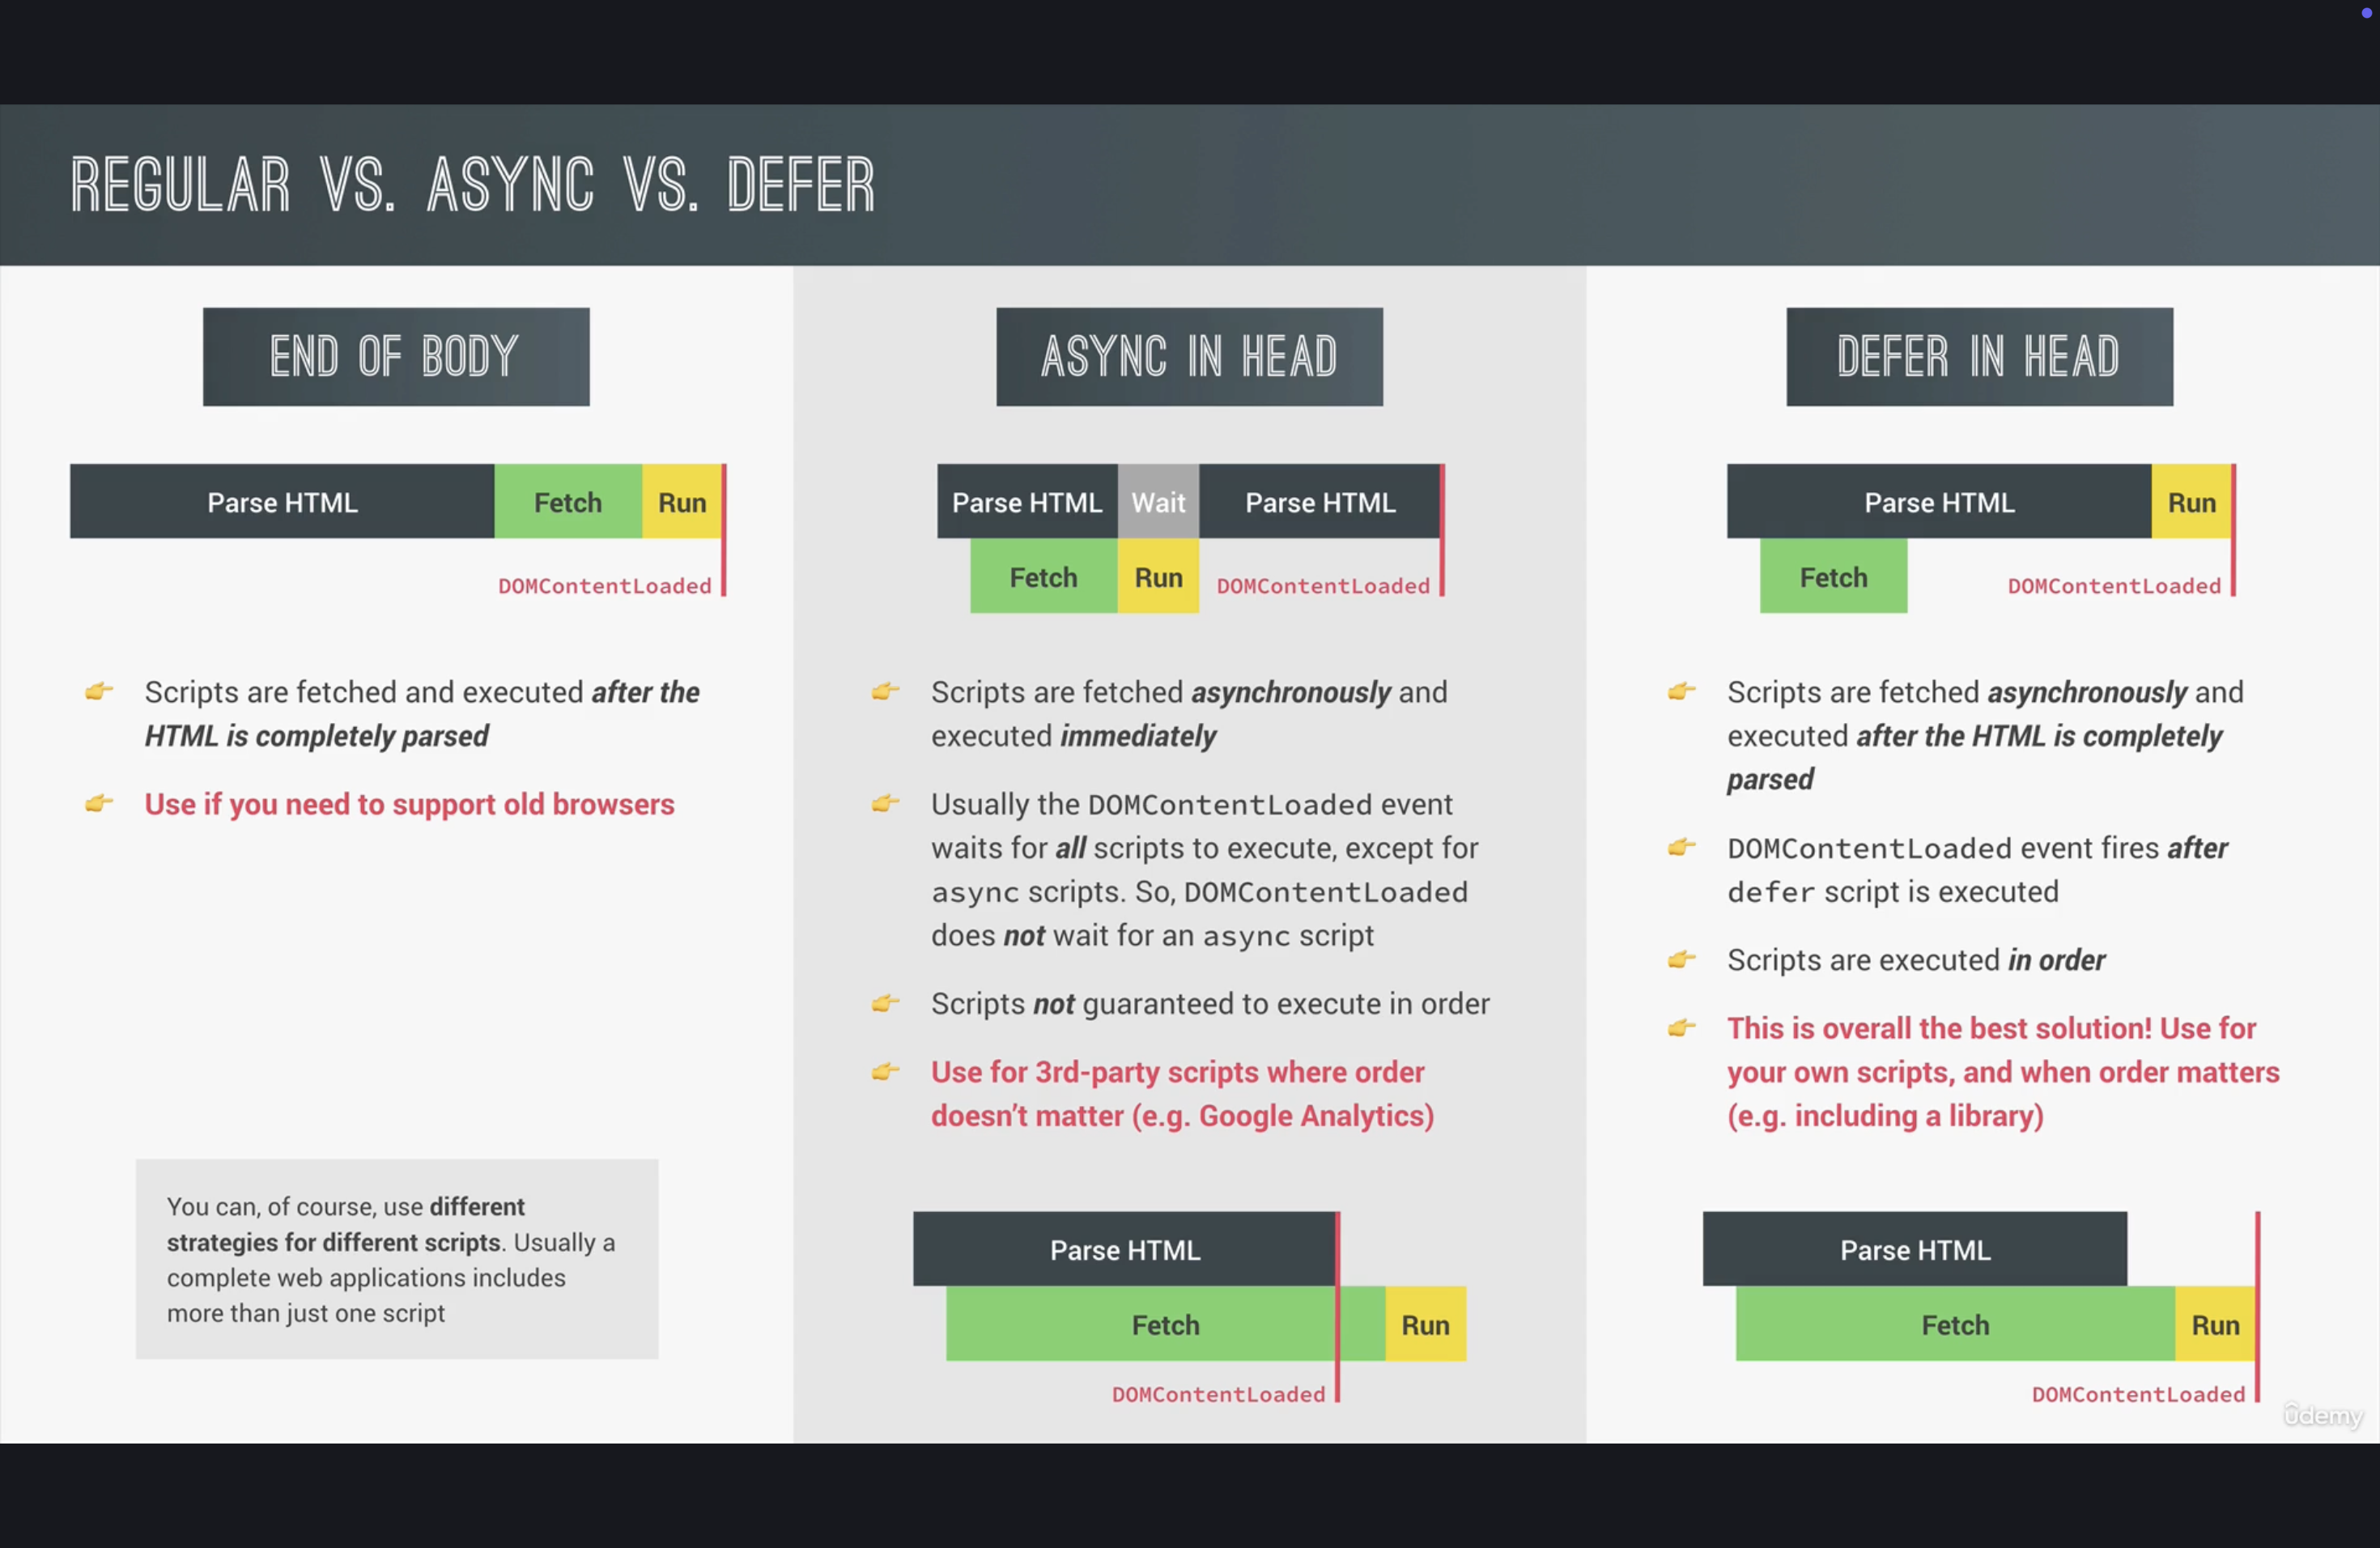 REGULAR VS. ASYNC VS. DEFER
END OF BODY
Parse HTML
Fetch
Run
DOMContentLoaded
👉 Scripts are fetched and executed after the
HTML is completely parsed
👉 Use if you need to support old browsers
You can, of course, use different
strategies for different scripts. Usually a
complete web applications includes
more than just one script
ASYNC IN HEAD
Parse HTML
Wait
Parse HTML
Fetch
Run
DOMContentLoaded
👉 Scripts are fetched asynchronously and
executed immediately
👉 Usually the DOMContentLoaded event
waits for all scripts to execute, except for
async scripts. So, DOMContentLoaded
does not wait for an async script
👉 Scripts not guaranteed to execute in order
👉 Use for 3rd-party scripts where order
doesn’t matter (e.g. Google Analytics)
Parse HTML
Fetch
Run
DOMContentLoaded
DEFER IN HEAD
Parse HTML
Run
Fetch
DOMContentLoaded
👉 Scripts are fetched asynchronously and
executed after the HTML is completely
parsed
👉 DOMContentLoaded event fires after
defer script is executed
👉 Scripts are executed in order
👉 This is overall the best solution! Use for
your own scripts, and when order matters
(e.g. including a library)
Parse HTML
Fetch
Run
DOMContentLoaded
ûdemy